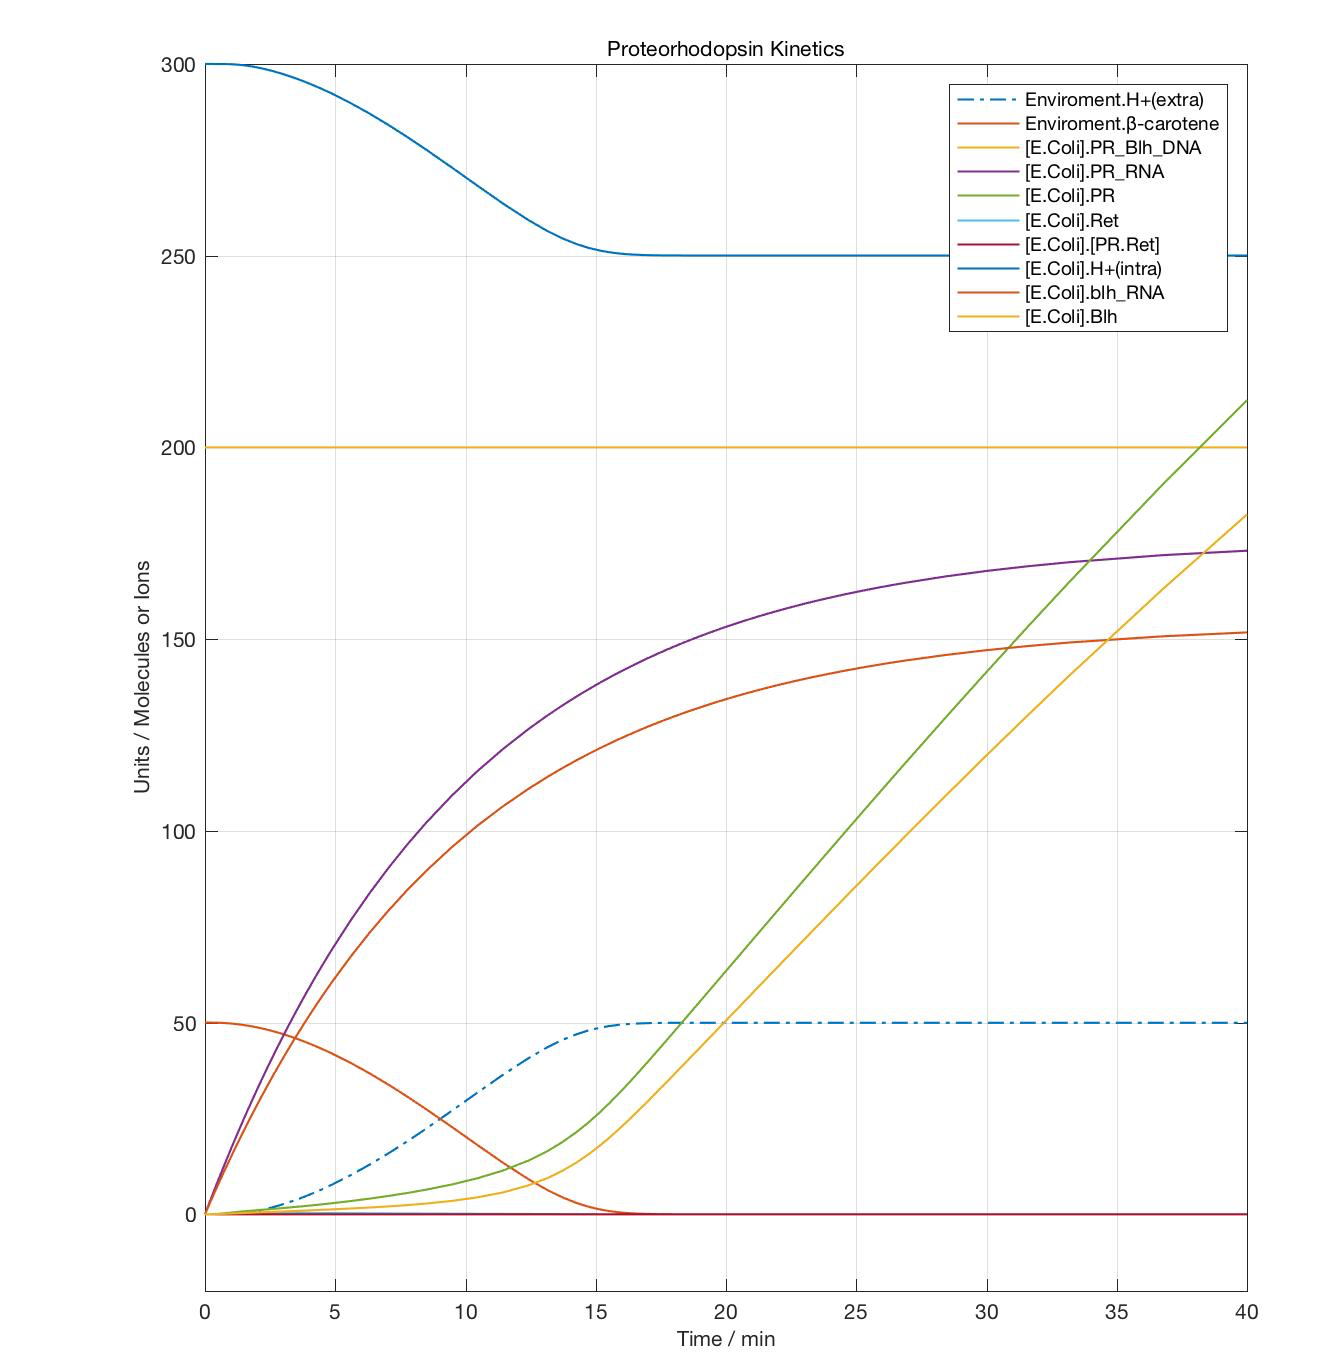 Proteorhodopsin Kinetics
300
250
200
150
100
50
0
Units / Molecules or Ions
Enviroment.H+(extra)
Enviroment.β-carotene
[E.Coli].PR_Blh_DNA
[E.Coli].PR_RNA
[E.Coli].PR
[E.Coli].Ret
[E.Coli].[PR.Ret]
[E.Coli].H+(intra)
[E.Coli].blh_RNA
[E.Coli].Blh
0 5 10 15 20 25 30 35 40
Time / min